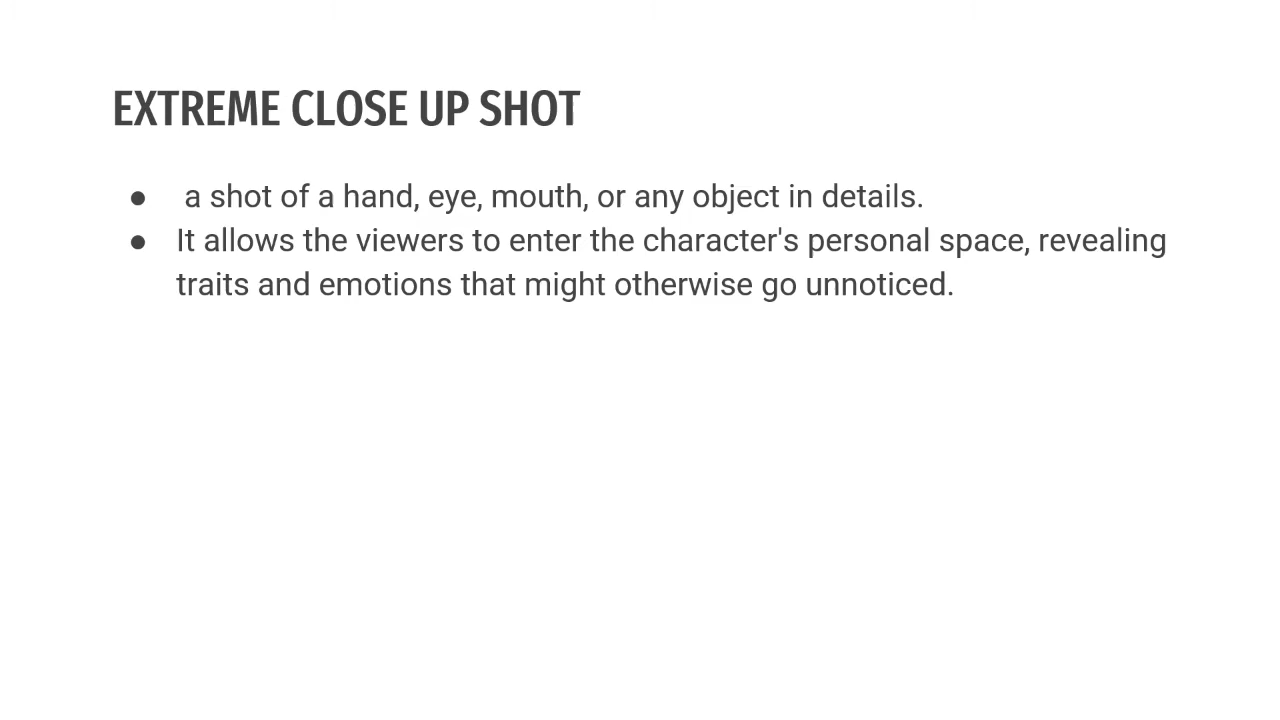 EXTREME CLOSE UP SHOT
● a shot of a hand, eye, mouth, or any object in details.
● It allows the viewers to enter the character's personal space, revealing
traits and emotions that might otherwise go unnoticed.